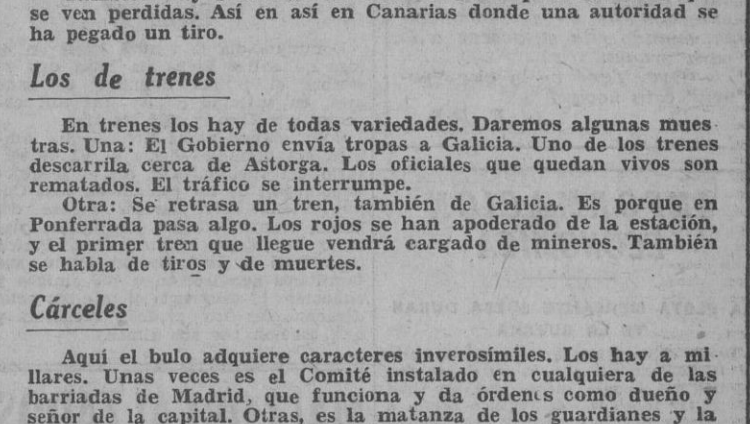 se ven perdidas. Así en así en Canarias donde una autoridad se
ha pegado un tiro.
Los de trenes
En trenes los hay de todas variedades. Daremos algunas mues-
tras. Una: El Gobierno envía tropas a Galicia. Uno de los trenes
descarrila cerca de Astorga. Los oficiales que quedan vivos son
rematados. El tráfico se interrumpe.
Otra: Se retrasa un tren, también de Galicia. Es porque en
Ponferrada pasa algo. Los rojos se han apoderado de la estación,
y el primer tren que llegue vendrá cargado de mineros. También
se habla de tiros y de muertes.
Cárceles
Aquí el bulo adquiere caracteres inverosímiles. Los hay a mi-
llares. Unas veces es el Comité instalado en cualquiera de las
barriadas de Madrid, que funciona y da órdenes como dueño y
señor de la capital. Otras, es la matanza de los guardianes y la